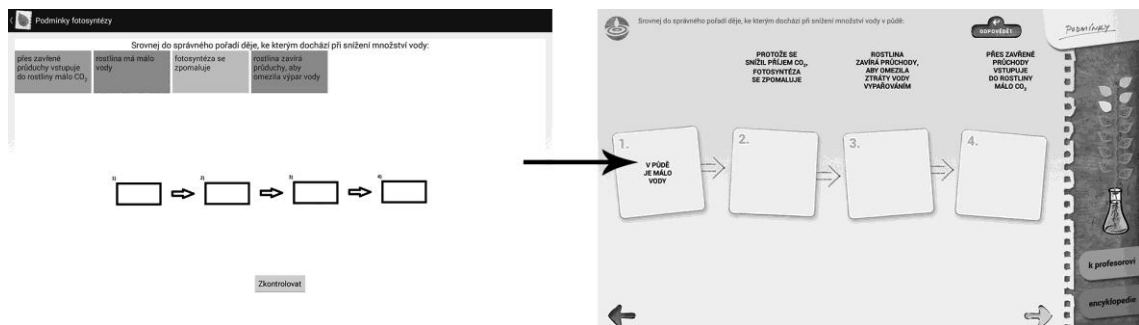 Podmínky fotosyntézy
Srovnej do správného pořadí děje, ke kterým dochází při snížení množství vody:
přes zavřené
průduchy vstupuje
do rostliny málo CO2
rostlina má málo
vody
fotosyntéza se
zpomaluje
rostlina zavírá
průduchy, aby
omezila výpar vody
1)
2)
3)
4)
Zkontrolovat
Srovnej do správného pořadí děje, ke kterým dochází při snížení množství vody v půdě:
ODPOVĚDĚT
PODMÍNKY
PROTOŽE SE
SNÍŽIL PŘÍJEM CO2,
FOTOSYNTÉZA
SE ZPOMALUJE
ROSTLINA
ZAVÍRÁ PRŮCHODY,
ABY OMEZILA
ZTRÁTY VODY
VYPAŘOVÁNÍM
PŘES ZAVŘENÉ
PRŮCHODY
VSTUPUJE
DO ROSTLINY
MÁLO CO2
1.
V PŮDĚ
JE MÁLO
VODY
2.
3.
4.
k profesorovi
encyklopedie